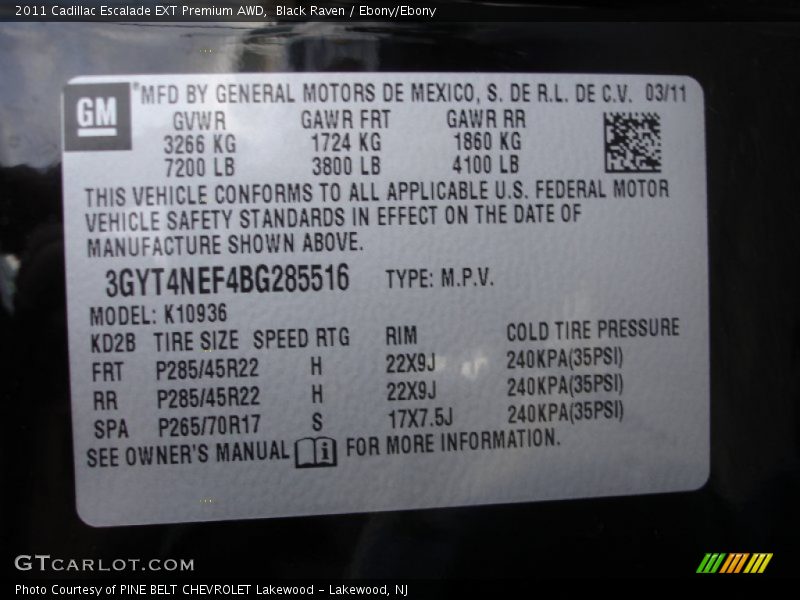 2011 Cadillac Escalade EXT Premium AWD, Black Raven / Ebony/Ebony
GM ® MFD BY GENERAL MOTORS DE MEXICO, S. DE R.L. DE C.V. 03/11
GVWR GAWR FRT GAWR RR
3266 KG 1724 KG 1860 KG
7200 LB 3800 LB 4100 LB
THIS VEHICLE CONFORMS TO ALL APPLICABLE U.S. FEDERAL MOTOR
VEHICLE SAFETY STANDARDS IN EFFECT ON THE DATE OF
MANUFACTURE SHOWN ABOVE.
3GYT4NEF4BG285516 TYPE: M.P.V.
MODEL: K10936
KD2B TIRE SIZE SPEED RTG RIM COLD TIRE PRESSURE
FRT P285/45R22 H 22X9J 240KPA(35PSI)
RR P285/45R22 H 22X9J 240KPA(35PSI)
SPA P265/70R17 S 17X7.5J 240KPA(35PSI)
SEE OWNER'S MANUAL i FOR MORE INFORMATION.
GTCARLOT.COM
Photo Courtesy of PINE BELT CHEVROLET Lakewood - Lakewood, NJ